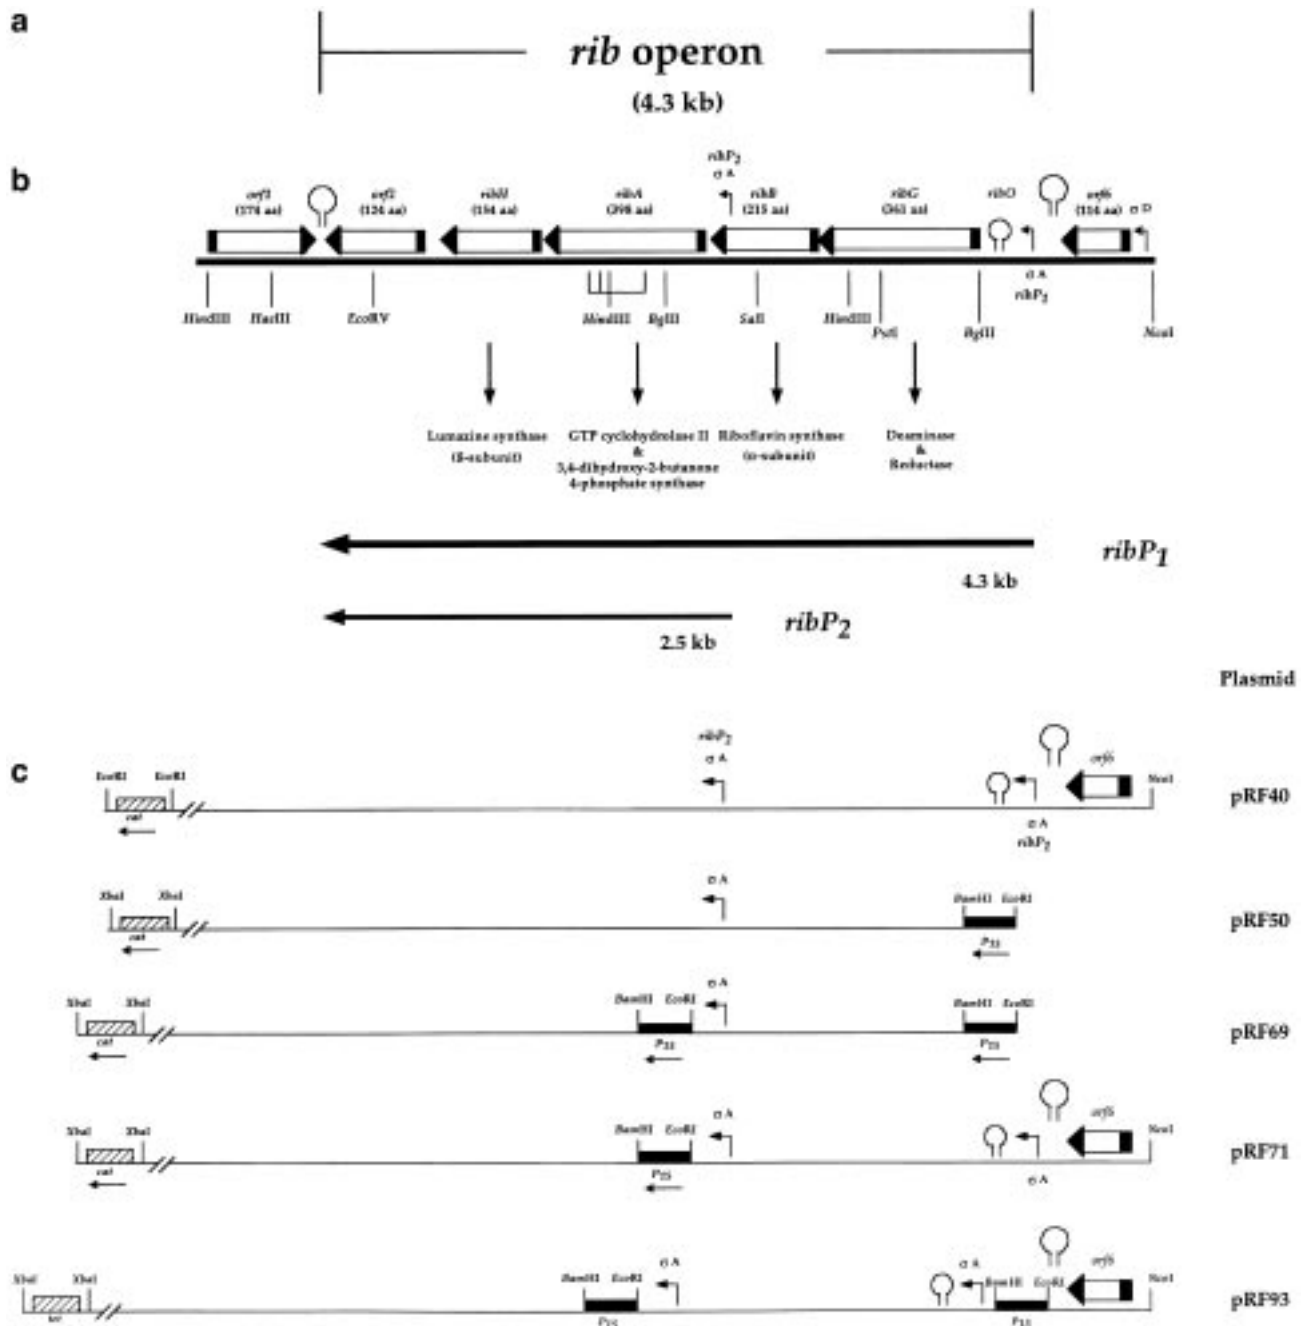 a
rib operon
(4.3 kb)
b
ribP2
σ A
orf1 orf2 ribH ribA ribB ribG ribO orf6
(174 aa) (124 aa) (154 aa) (398 aa) (215 aa) (361 aa) (114 aa) σ D
σ A
HindIII HaeIII EcoRV HindIII BglII SalI HindIII PstI BglII NcoI
Lumazine synthase
(β-subunit)
GTP cyclohydrolase II
&
3,4-dihydroxy-2-butanone
4-phosphate synthase
Riboflavin synthase
(α-subunit)
Deaminase
&
Reductase
ribP1
4.3 kb
ribP2
2.5 kb
Plasmid
c
ribP2
σ A
orf6
EcoRI EcoRI NcoI
cat
σ A
pRF40
σ A
XbaI XbaI BamHI EcoRI
cat
P15
pRF50
σ A
XbaI XbaI BamHI EcoRI BamHI EcoRI
cat P15 P15
pRF69
σ A orf6
XbaI XbaI BamHI EcoRI NcoI
cat P15 σ A
pRF71
σ A σ A orf6
XbaI XbaI BamHI EcoRI BamHI EcoRI NcoI
P15 P15
pRF93